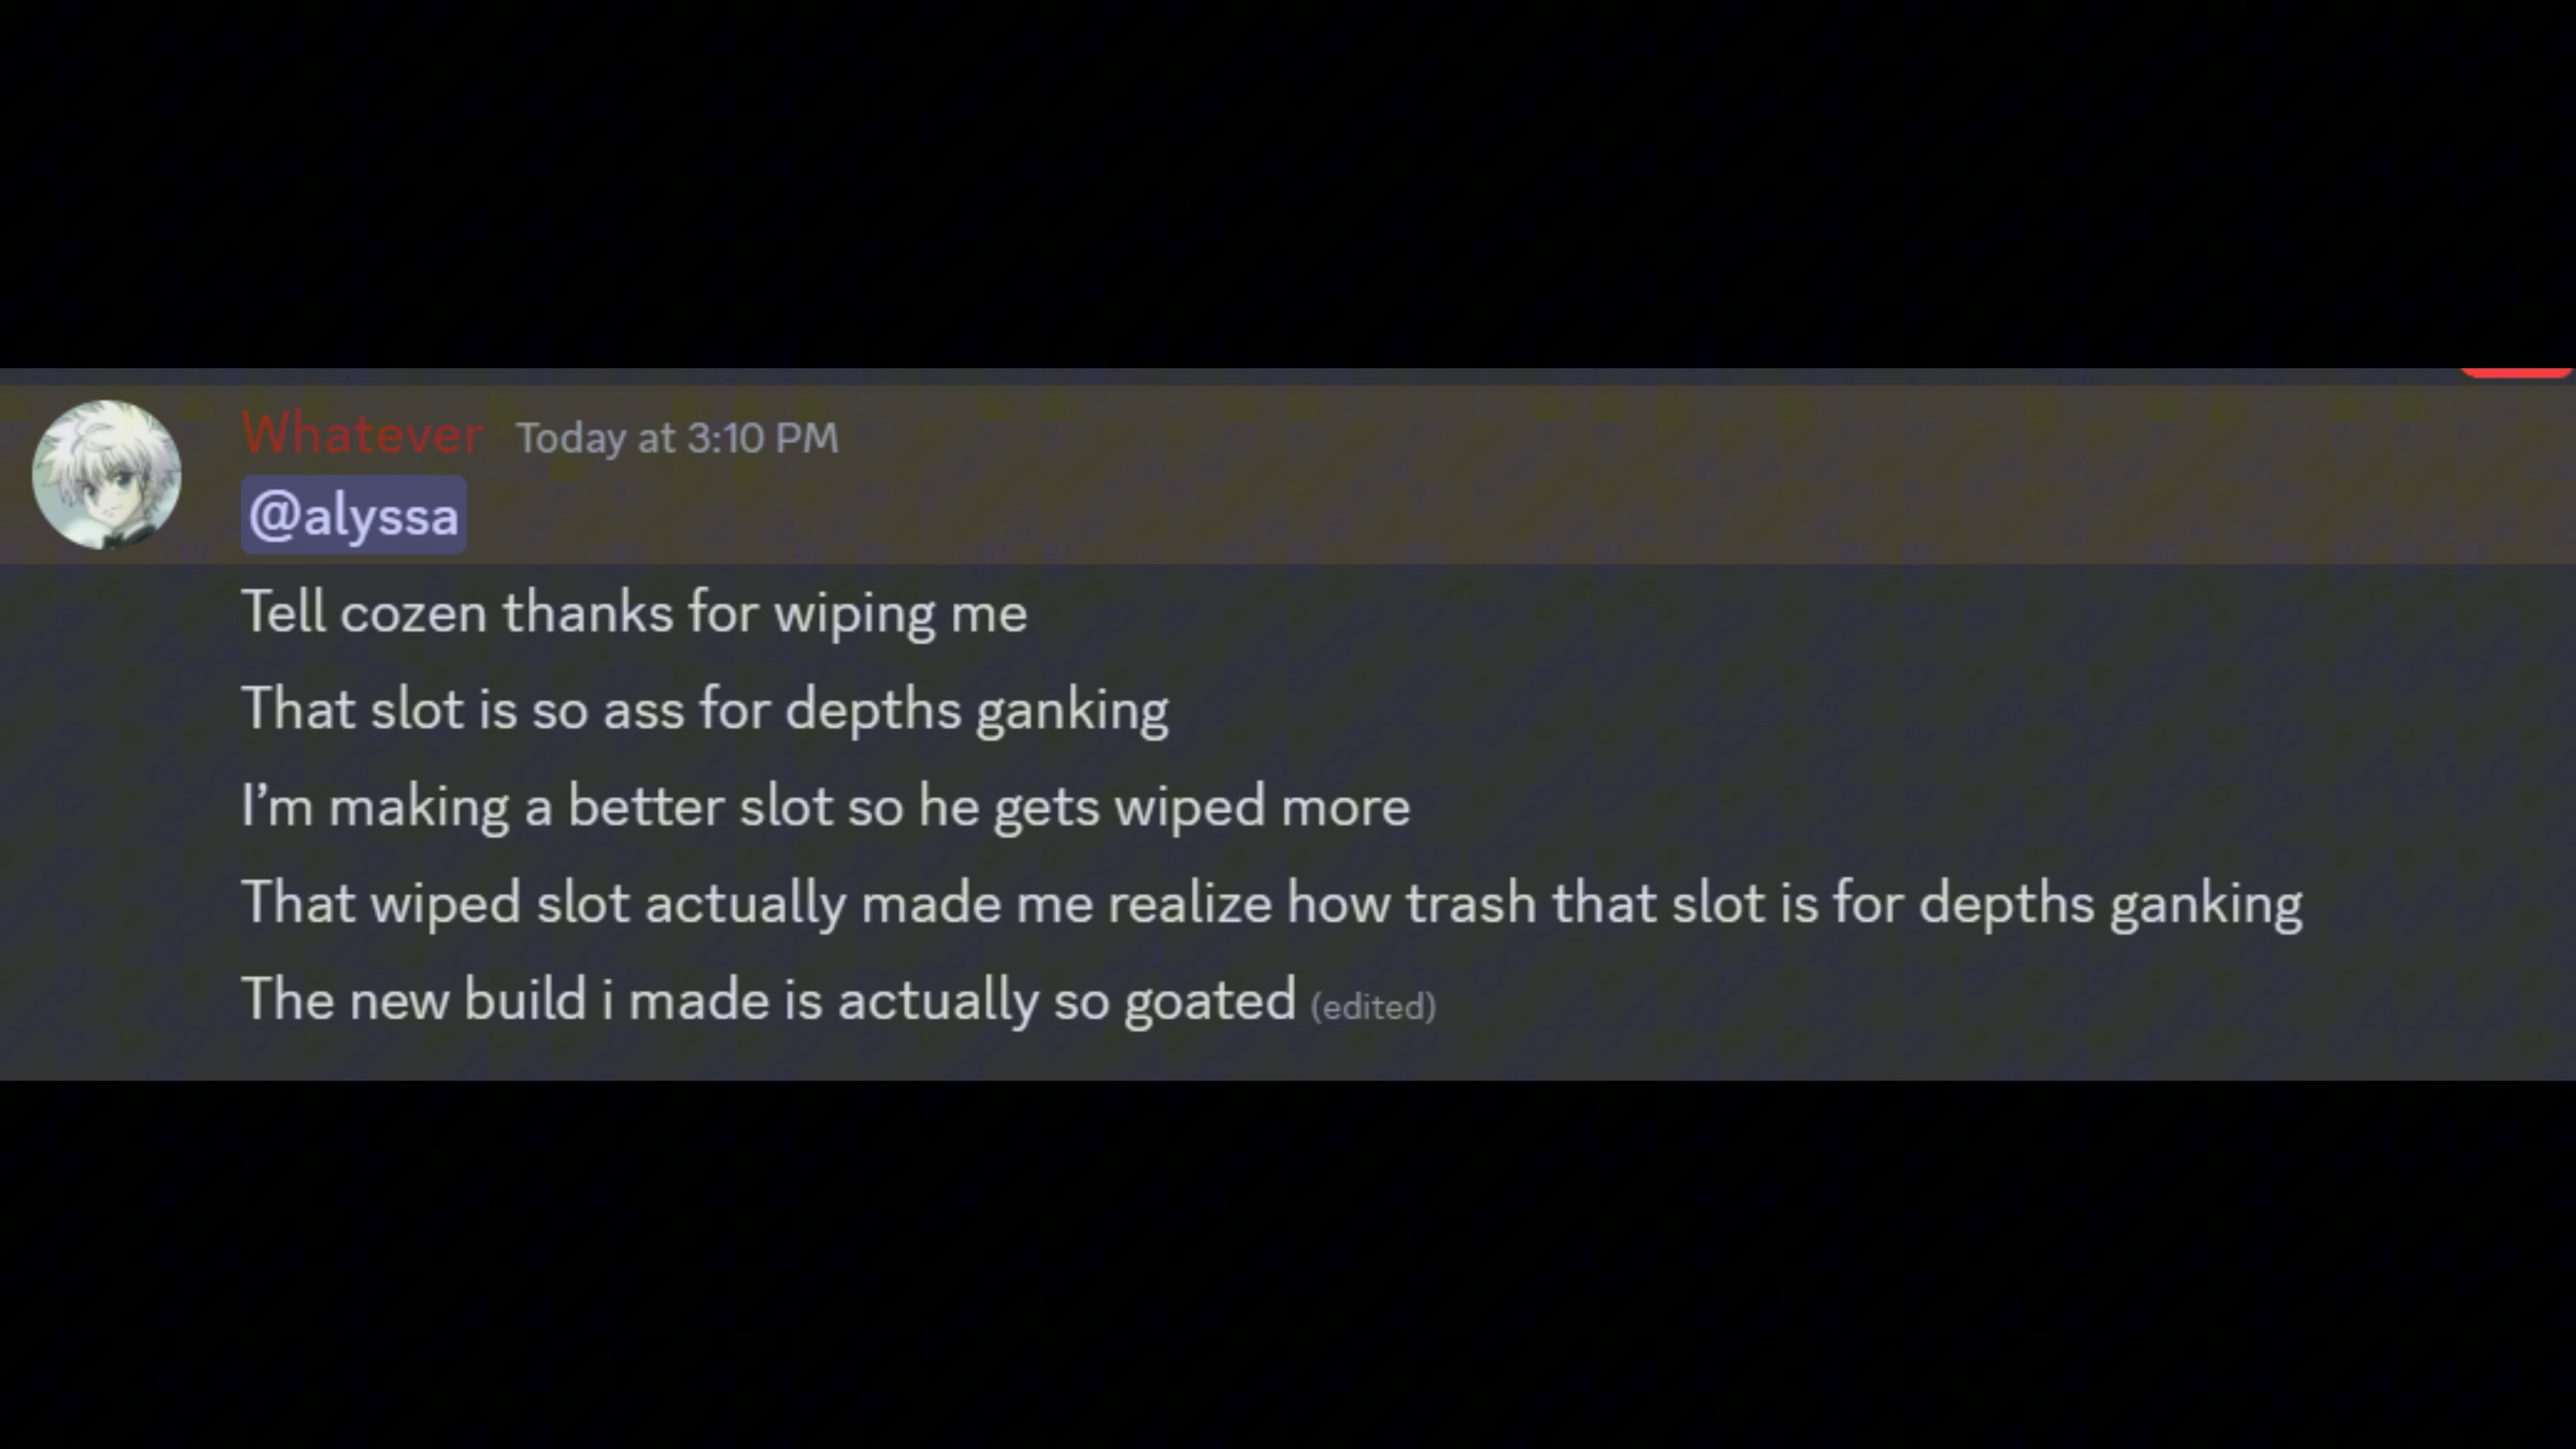 Whatever Today at 3:10 PM
@alyssa
Tell cozen thanks for wiping me
That slot is so ass for depths ganking
I'm making a better slot so he gets wiped more
That wiped slot actually made me realize how trash that slot is for depths ganking
The new build i made is actually so goated (edited)